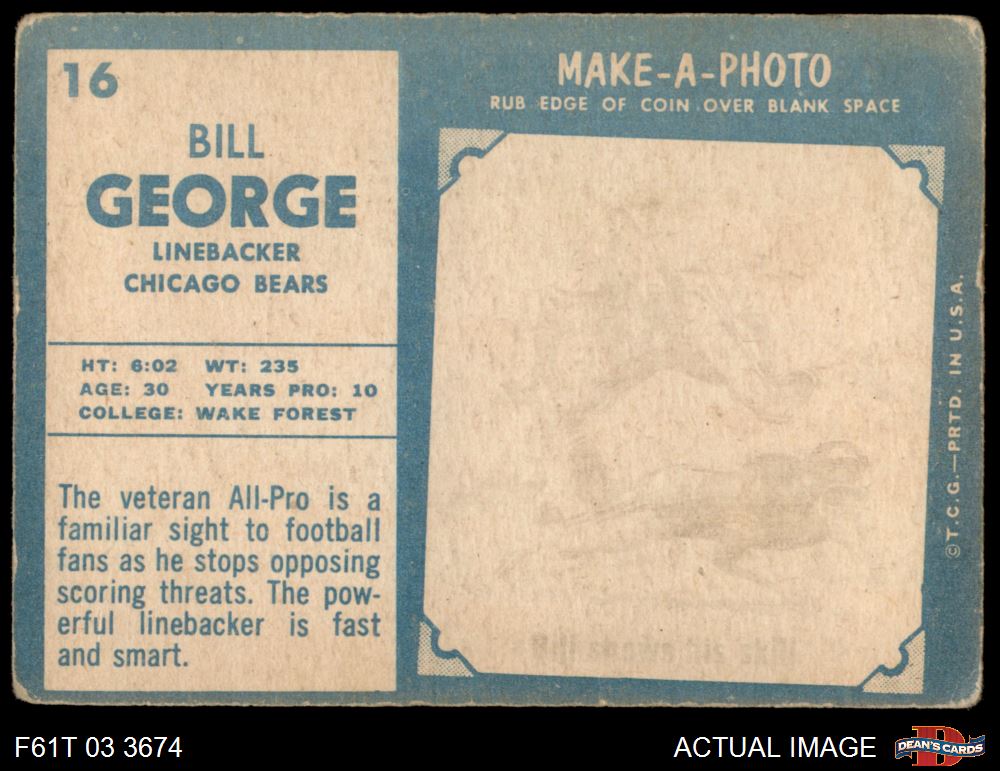 16
BILL
GEORGE
LINEBACKER
CHICAGO BEARS
HT: 6:02 WT: 235
AGE: 30 YEARS PRO: 10
COLLEGE: WAKE FOREST
The veteran All-Pro is a
familiar sight to football
fans as he stops opposing
scoring threats. The pow-
erful linebacker is fast
and smart.
MAKE-A-PHOTO
RUB EDGE OF COIN OVER BLANK SPACE
©T.C.G.—PRTD. IN U.S.A.
F61T 03 3674
ACTUAL IMAGE
DEAN'S CARDS